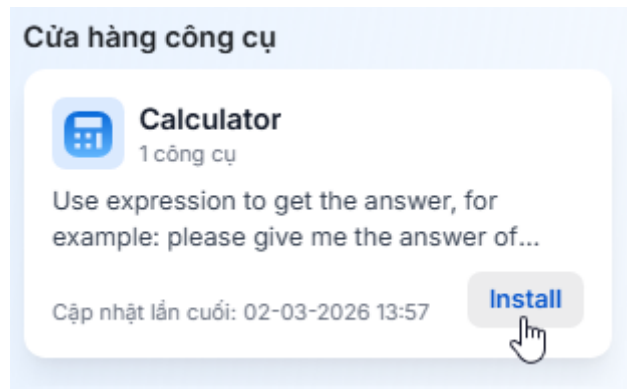 Cửa hàng công cụ
Calculator
1 công cụ
Use expression to get the answer, for
example: please give me the answer of...
Cập nhật lần cuối: 02-03-2026 13:57
Install